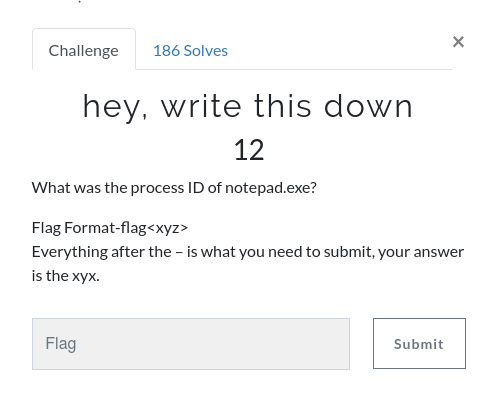 Challenge
186 Solves
×
hey, write this down
12
What was the process ID of notepad.exe?
Flag Format-flag<xyz>
Everything after the – is what you need to submit, your answer
is the xyx.
Flag
Submit